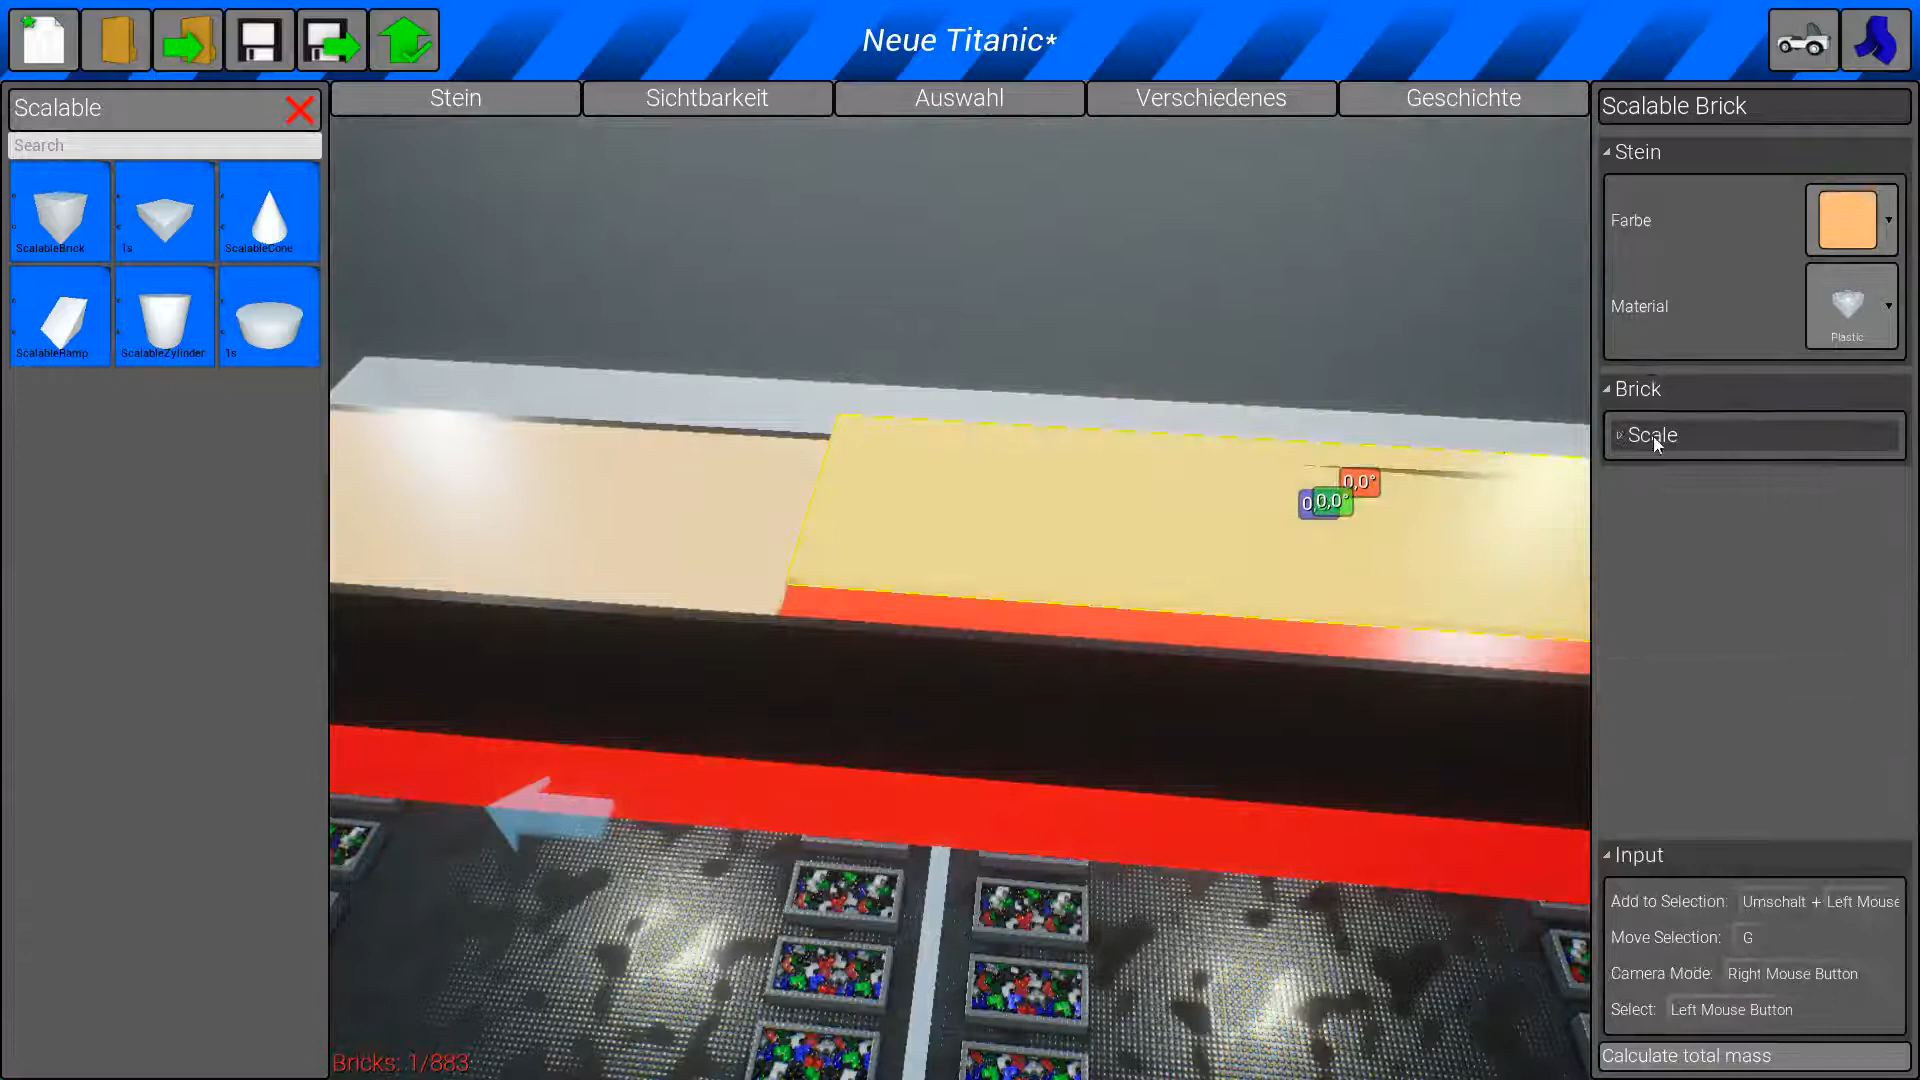 Neue Titanic*
Scalable
Search
ScalableBrick
1s
ScalableCone
ScalableRamp
ScalableZylinder
1s
Stein
Sichtbarkeit
Auswahl
Verschiedenes
Geschichte
0,0°
0,0°
Bricks: 1/883
Scalable Brick
Stein
Farbe
Material
Plastic
Brick
Scale
Input
Add to Selection: Umschalt + Left Mouse
Move Selection: G
Camera Mode: Right Mouse Button
Select: Left Mouse Button
Calculate total mass